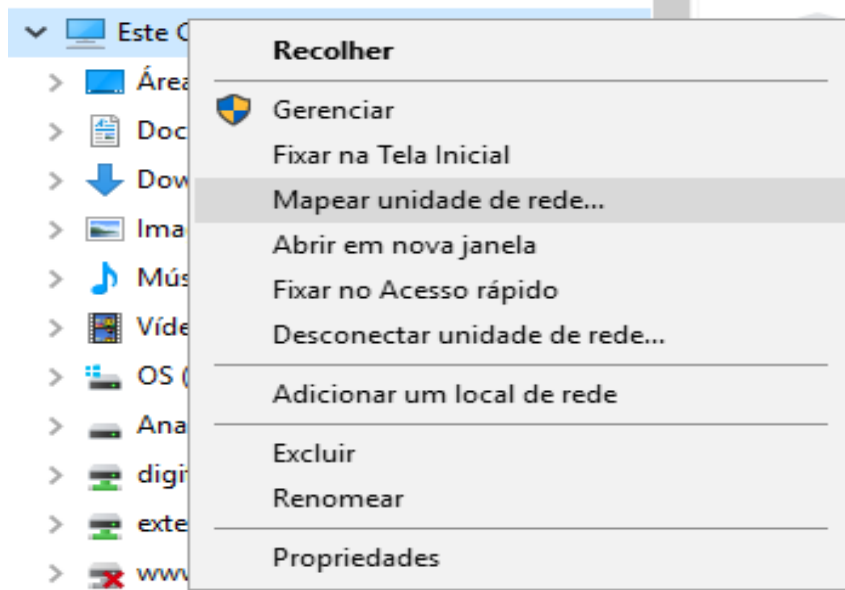 Este C
Recolher
Área
Gerenciar
Doc
Fixar na Tela Inicial
Dow
Mapear unidade de rede...
Ima
Abrir em nova janela
Mús
Fixar no Acesso rápido
Víde
Desconectar unidade de rede...
OS (
Adicionar um local de rede
Ana
Excluir
digi
Renomear
exte
Propriedades
www